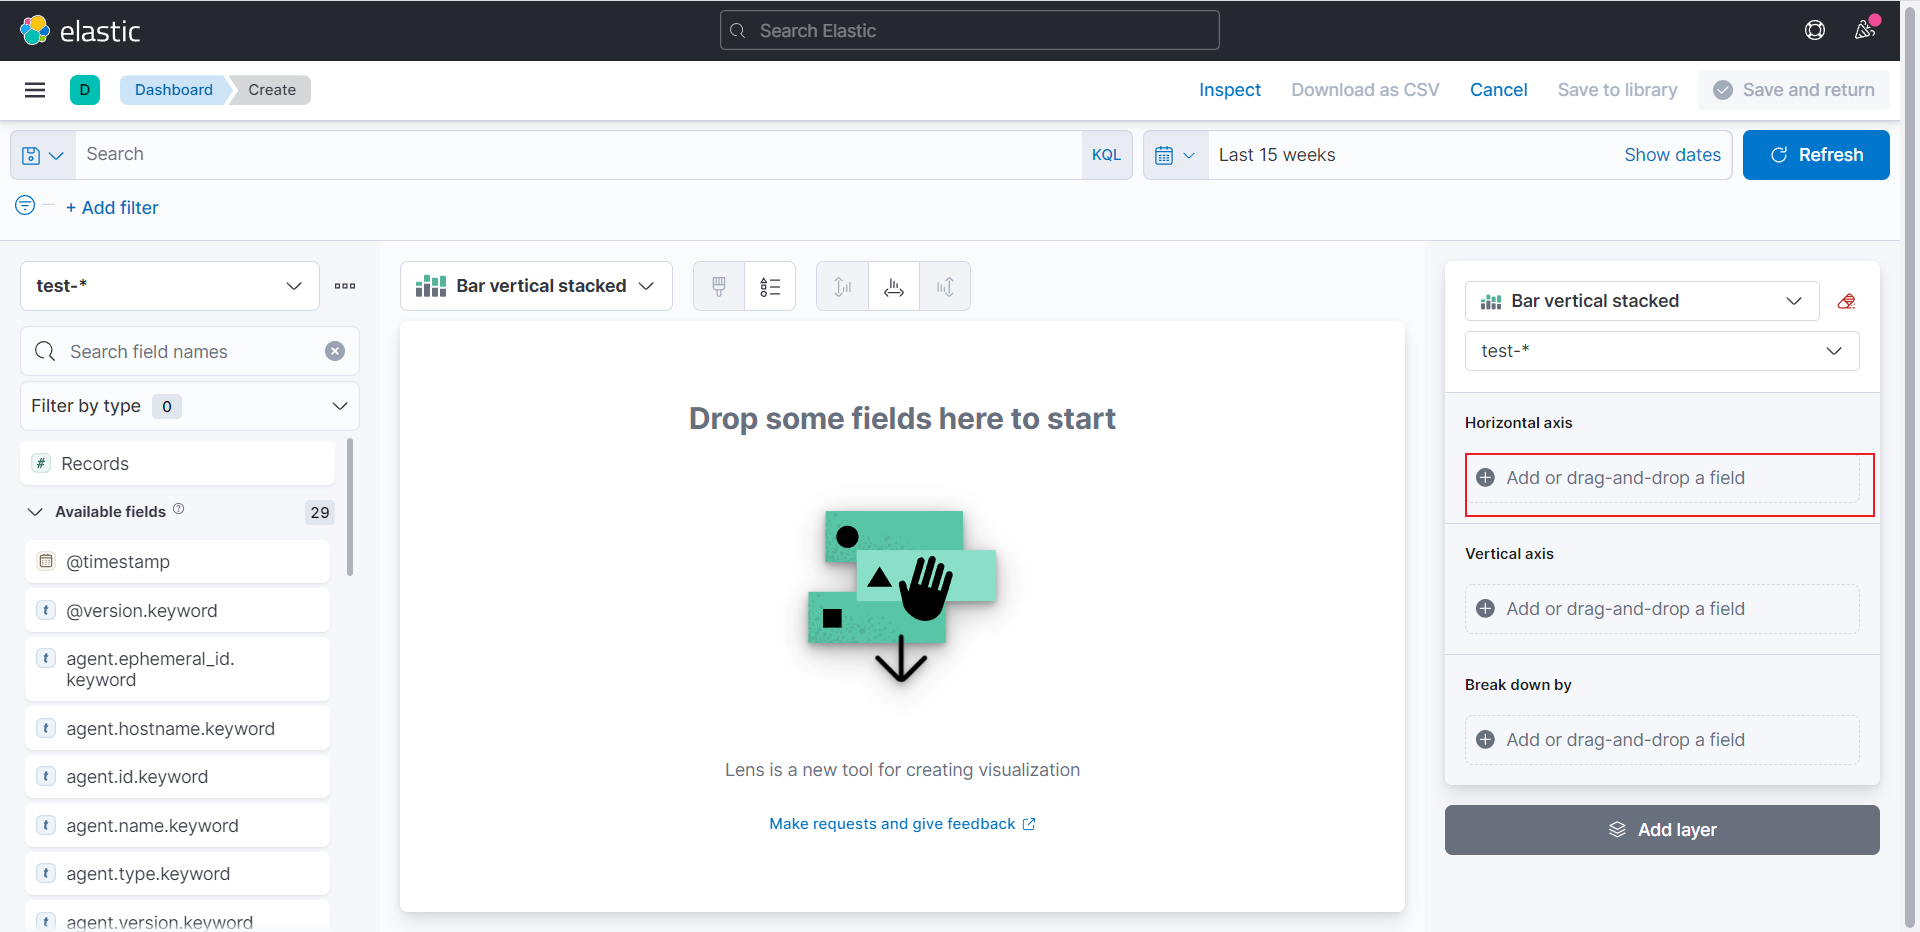 elastic
Search Elastic
D
Dashboard
Create
Inspect
Download as CSV
Cancel
Save to library
Save and return
Search
KQL
Last 15 weeks
Show dates
Refresh
+ Add filter
test-*
Search field names
Filter by type 0
# Records
Available fields ? 29
@timestamp
t @version.keyword
t agent.ephemeral_id.
keyword
t agent.hostname.keyword
t agent.id.keyword
t agent.name.keyword
t agent.type.keyword
t agent.version.keyword
Bar vertical stacked
Drop some fields here to start
Lens is a new tool for creating visualization
Make requests and give feedback
Bar vertical stacked
test-*
Horizontal axis
Add or drag-and-drop a field
Vertical axis
Add or drag-and-drop a field
Break down by
Add or drag-and-drop a field
Add layer